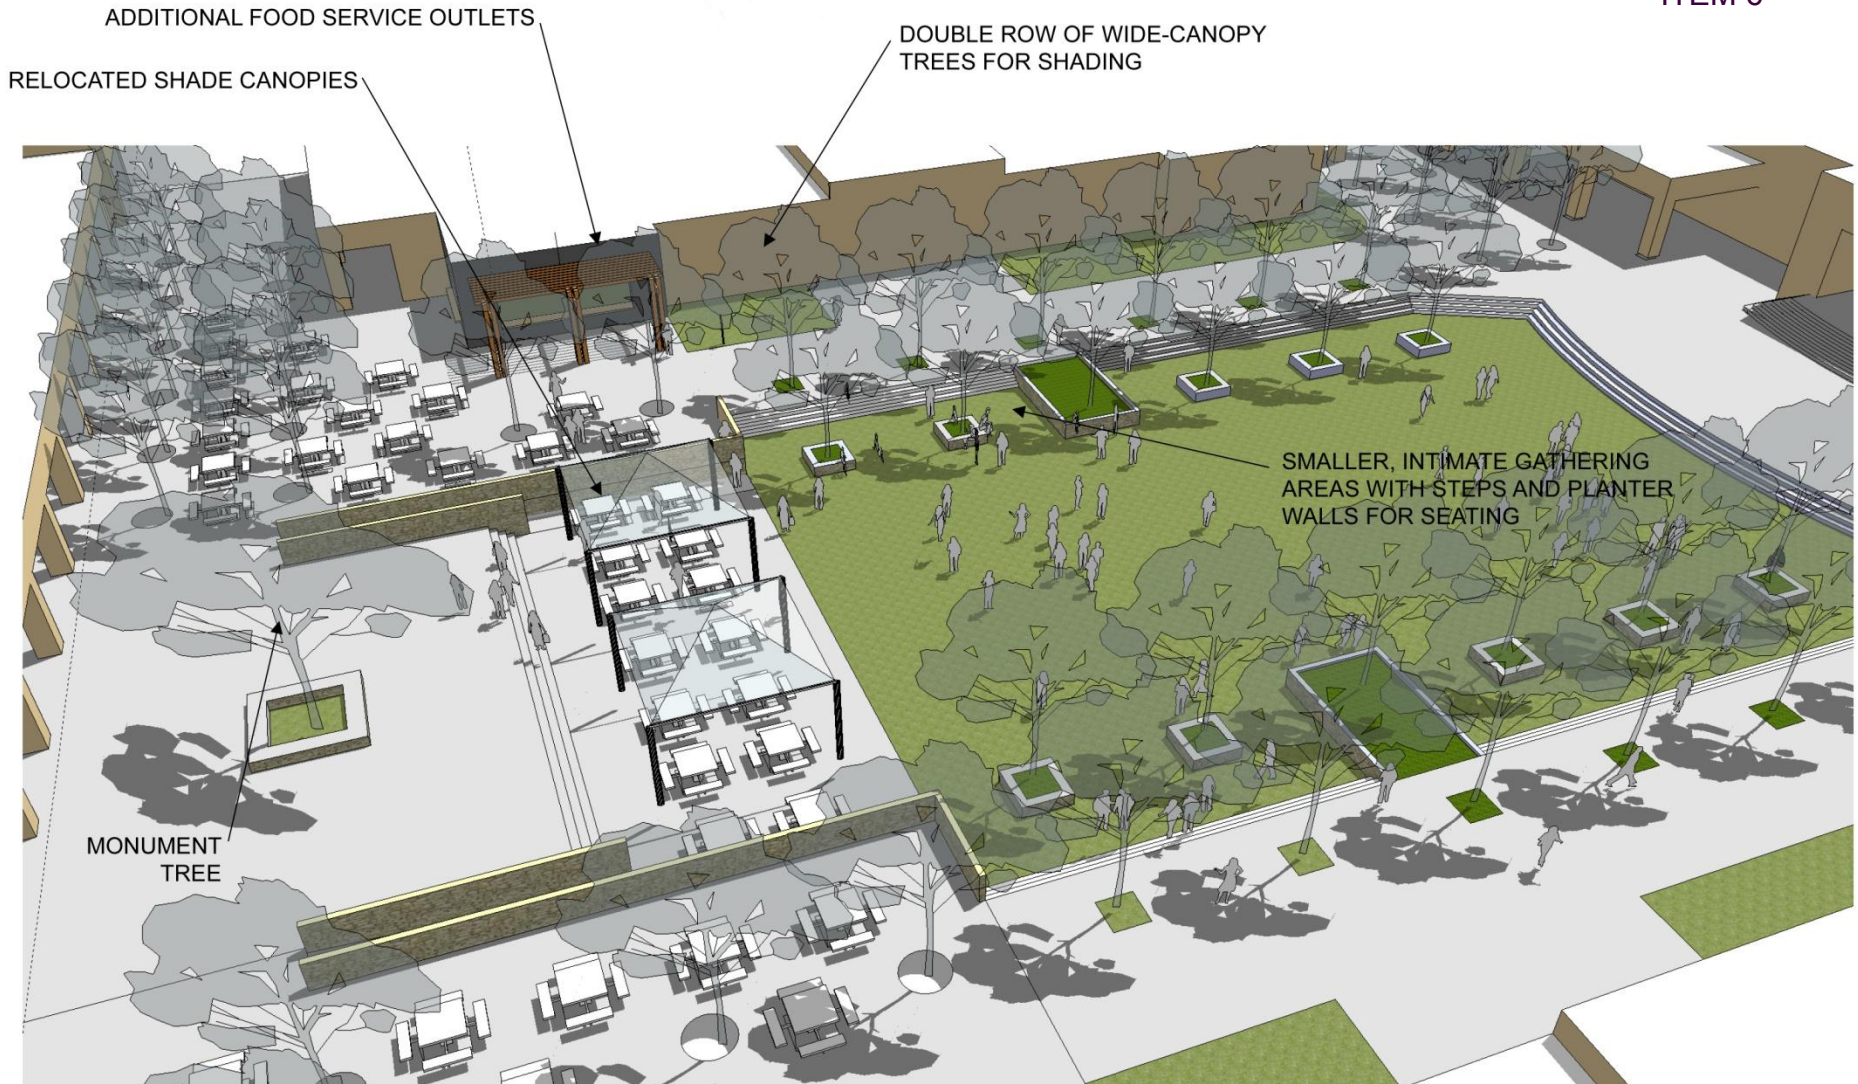 ADDITIONAL FOOD SERVICE OUTLETS
DOUBLE ROW OF WIDE-CANOPY
TREES FOR SHADING
RELOCATED SHADE CANOPIES
SMALLER, INTIMATE GATHERING
AREAS WITH STEPS AND PLANTER
WALLS FOR SEATING
MONUMENT
TREE